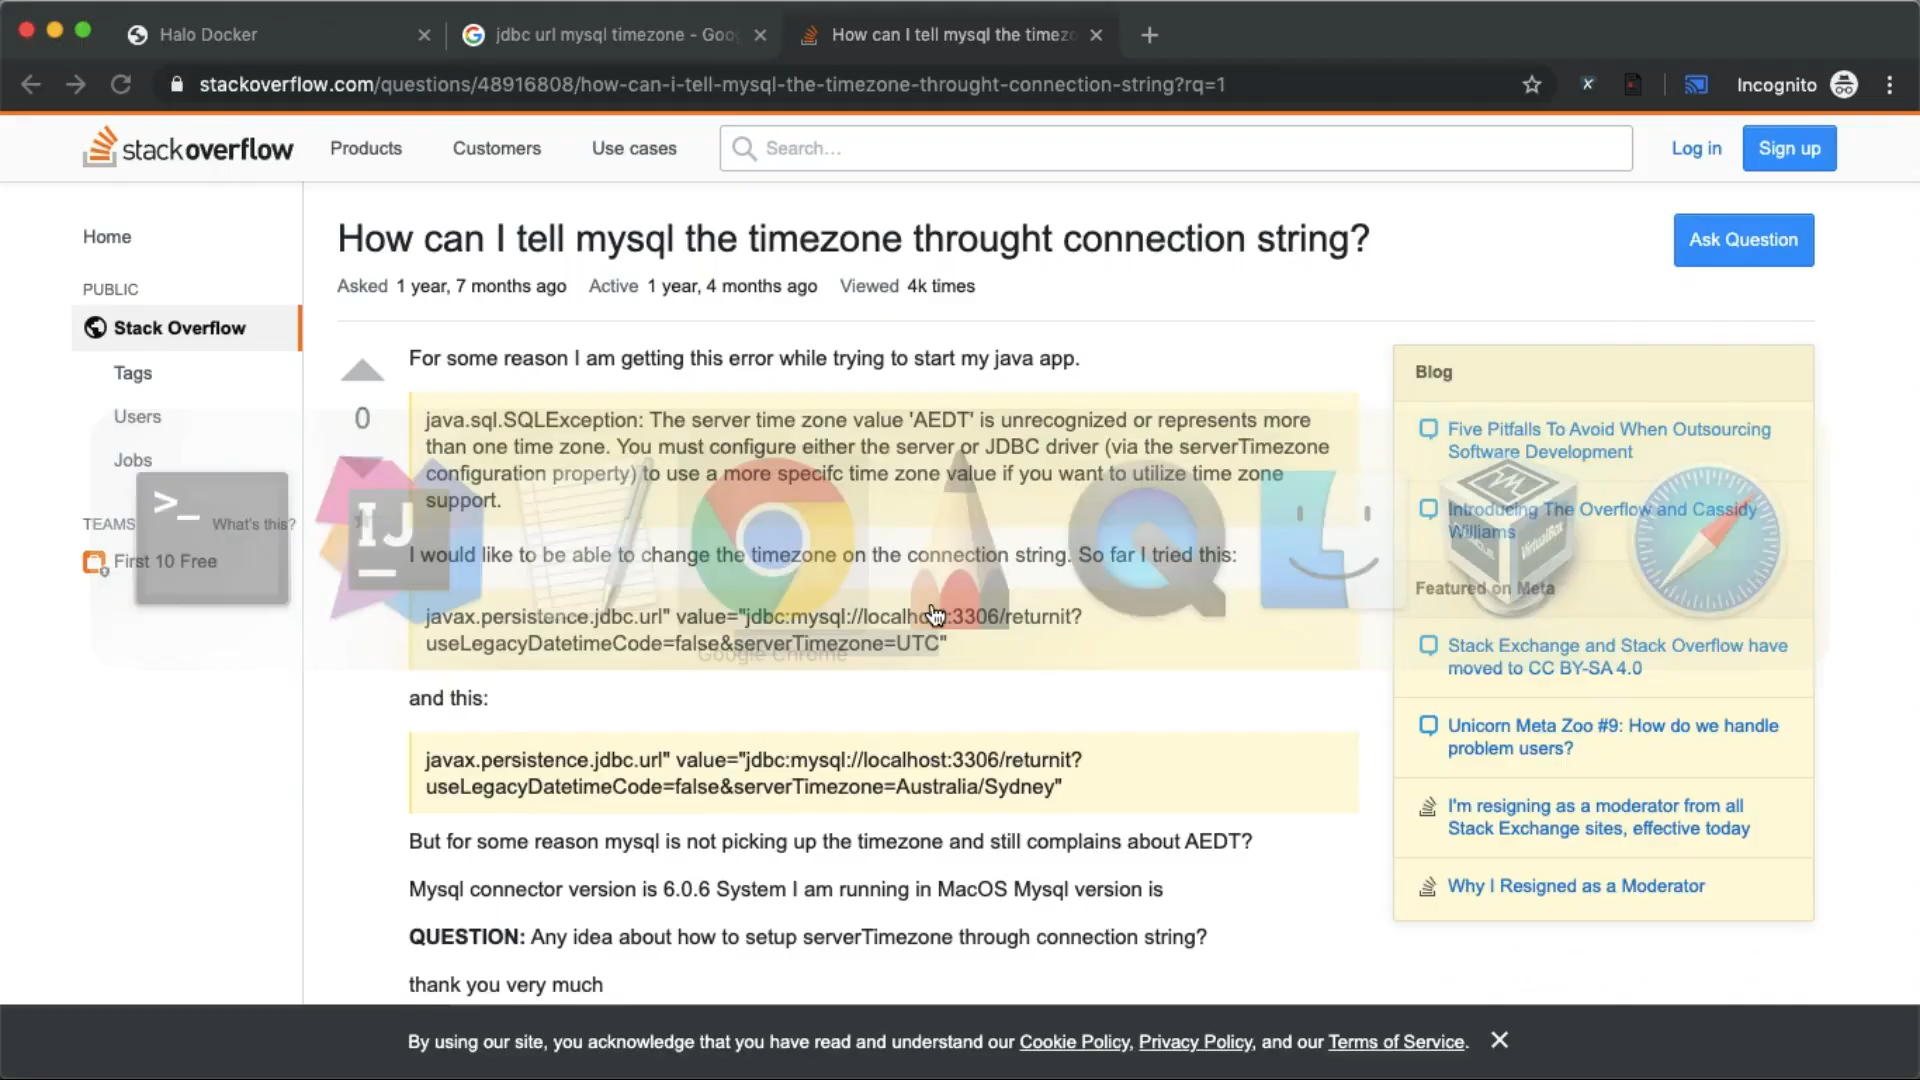 Halo Docker
jdbc url mysql timezone - Goo
How can I tell mysql the timezo
stackoverflow.com/questions/48916808/how-can-i-tell-mysql-the-timezone-throught-connection-string?rq=1
Incognito
stackoverflow
Products
Customers
Use cases
Search…
Log in
Sign up
Home
PUBLIC
Stack Overflow
Tags
Users
Jobs
TEAMS
What's this?
First 10 Free
How can I tell mysql the timezone throught connection string?
Ask Question
Asked 1 year, 7 months ago Active 1 year, 4 months ago Viewed 4k times
0
For some reason I am getting this error while trying to start my java app.
java.sql.SQLException: The server time zone value 'AEDT' is unrecognized or represents more
than one time zone. You must configure either the server or JDBC driver (via the serverTimezone
configuration property) to use a more specifc time zone value if you want to utilize time zone
support.
I would like to be able to change the timezone on the connection string. So far I tried this:
javax.persistence.jdbc.url" value="jdbc:mysql://localhost:3306/returnit?
useLegacyDatetimeCode=false&serverTimezone=UTC"
and this:
javax.persistence.jdbc.url" value="jdbc:mysql://localhost:3306/returnit?
useLegacyDatetimeCode=false&serverTimezone=Australia/Sydney"
But for some reason mysql is not picking up the timezone and still complains about AEDT?
Mysql connector version is 6.0.6 System I am running in MacOS Mysql version is
QUESTION: Any idea about how to setup serverTimezone through connection string?
thank you very much
Blog
Five Pitfalls To Avoid When Outsourcing
Software Development
Introducing The Overflow and Cassidy
Williams
Featured on Meta
Stack Exchange and Stack Overflow have
moved to CC BY-SA 4.0
Unicorn Meta Zoo #9: How do we handle
problem users?
I'm resigning as a moderator from all
Stack Exchange sites, effective today
Why I Resigned as a Moderator
>_
IJ
VirtualBox
Google Chrome
By using our site, you acknowledge that you have read and understand our Cookie Policy, Privacy Policy, and our Terms of Service.